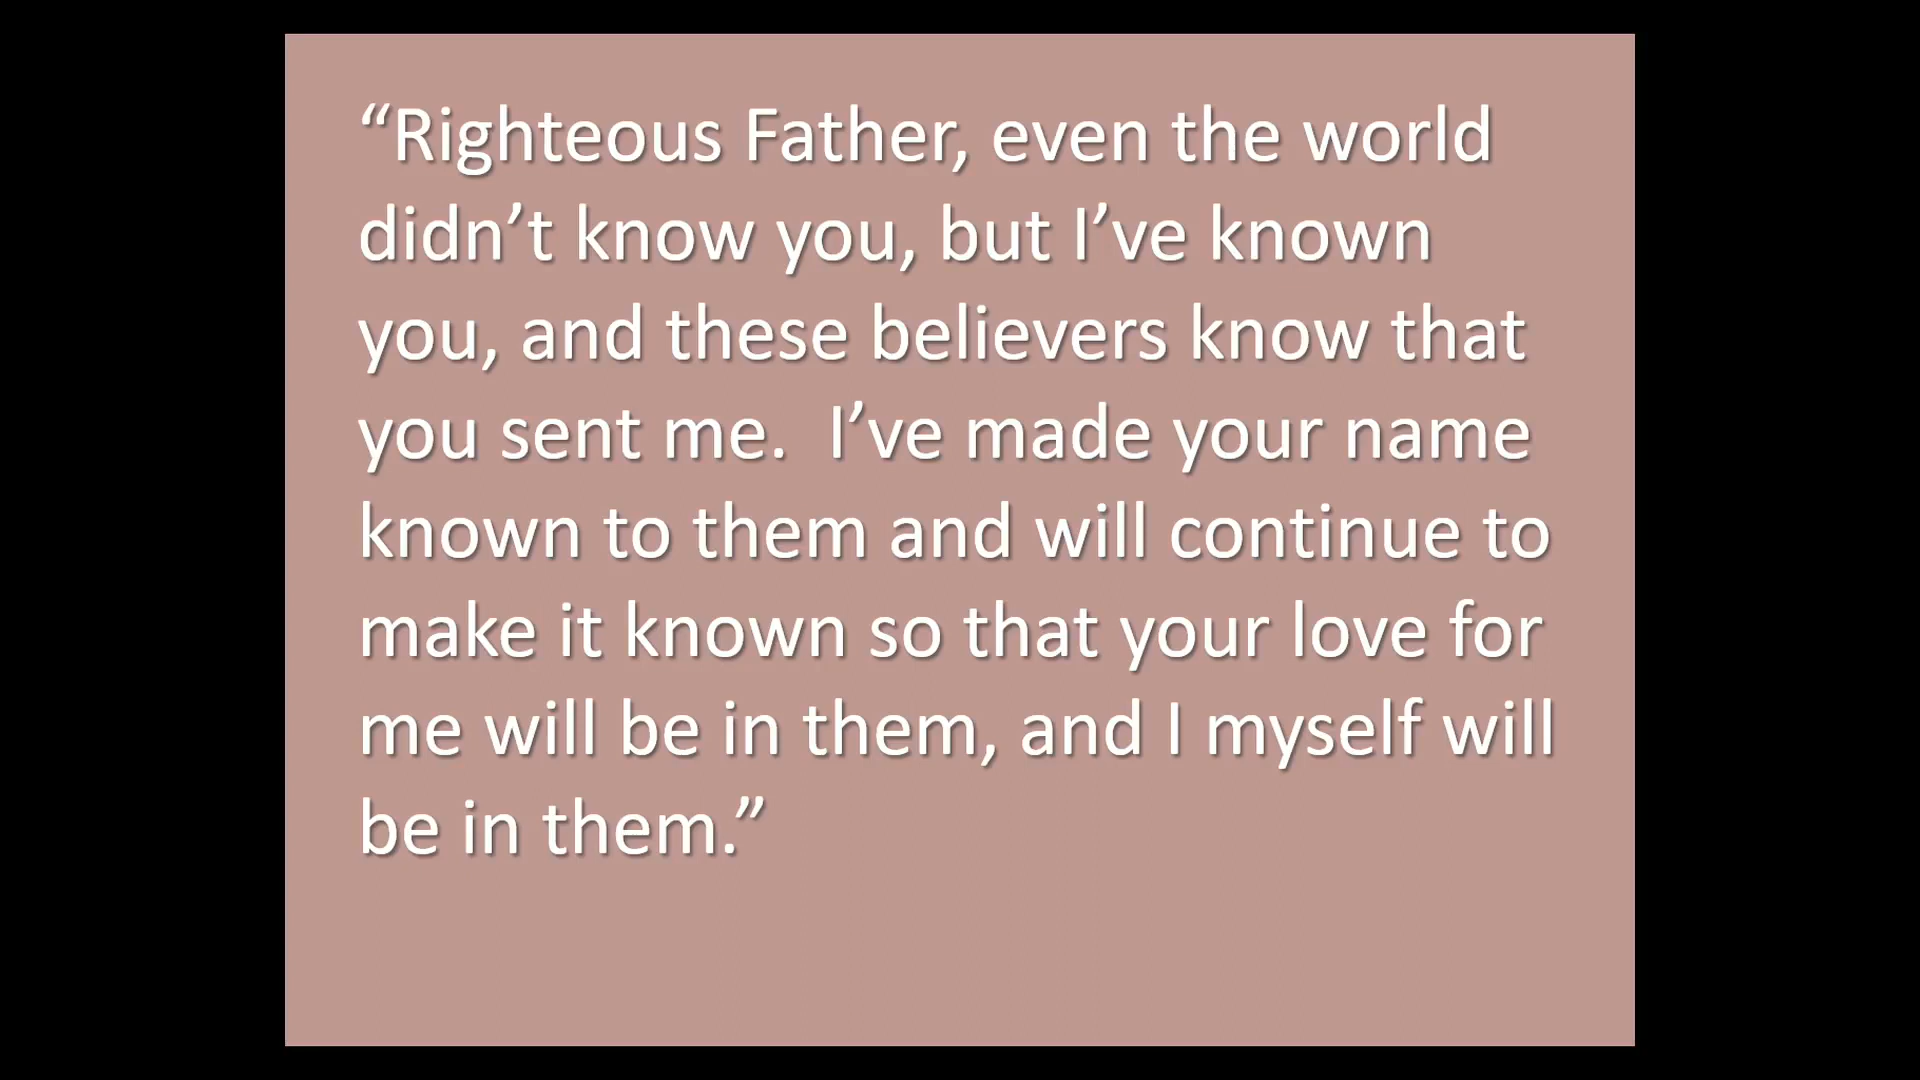 “Righteous Father, even the world
didn’t know you, but I’ve known
you, and these believers know that
you sent me.  I’ve made your name
known to them and will continue to
make it known so that your love for
me will be in them, and I myself will
be in them.”